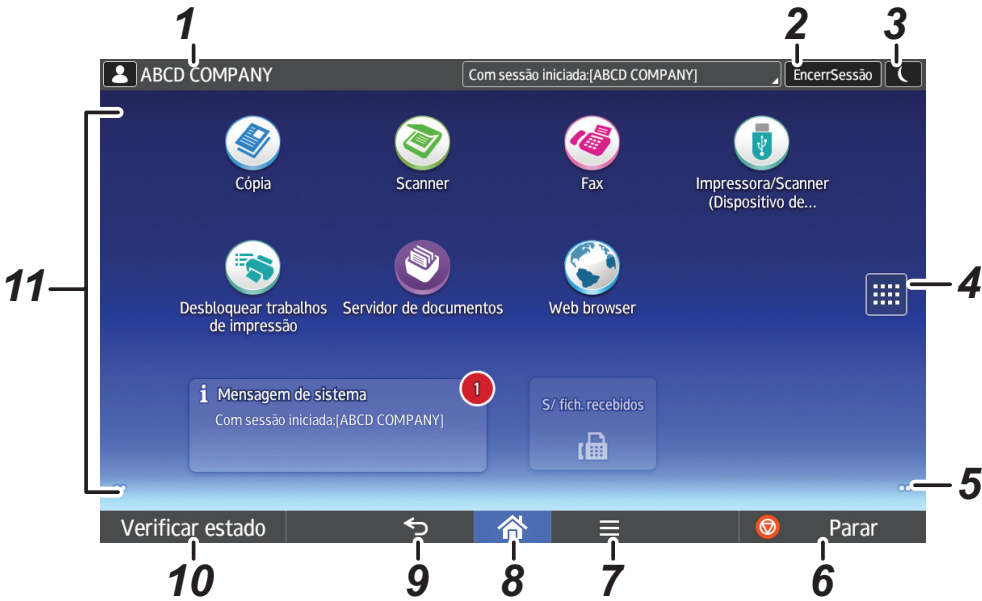 1
2
3
ABCD COMPANY
Com sessão iniciada:[ABCD COMPANY]
EncerrSessão
11
Cópia
Scanner
Fax
Impressora/Scanner
(Dispositivo de...
4
Desbloquear trabalhos
de impressão
Servidor de documentos
Web browser
i Mensagem de sistema
1
Com sessão iniciada:[ABCD COMPANY]
S/ fich. recebidos
5
Verificar estado
Parar
10
9
8
7
6